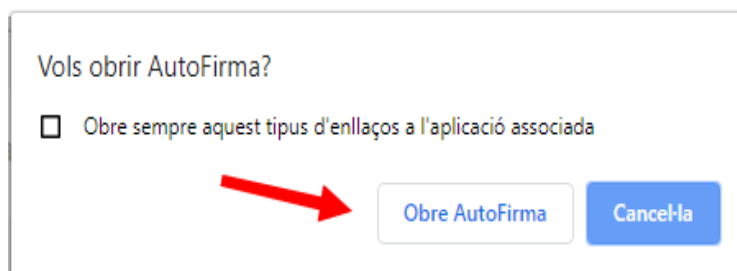 Vols obrir AutoFirma?
Obre sempre aquest tipus d'enllaços a l'aplicació associada
Obre AutoFirma
Cancel·la